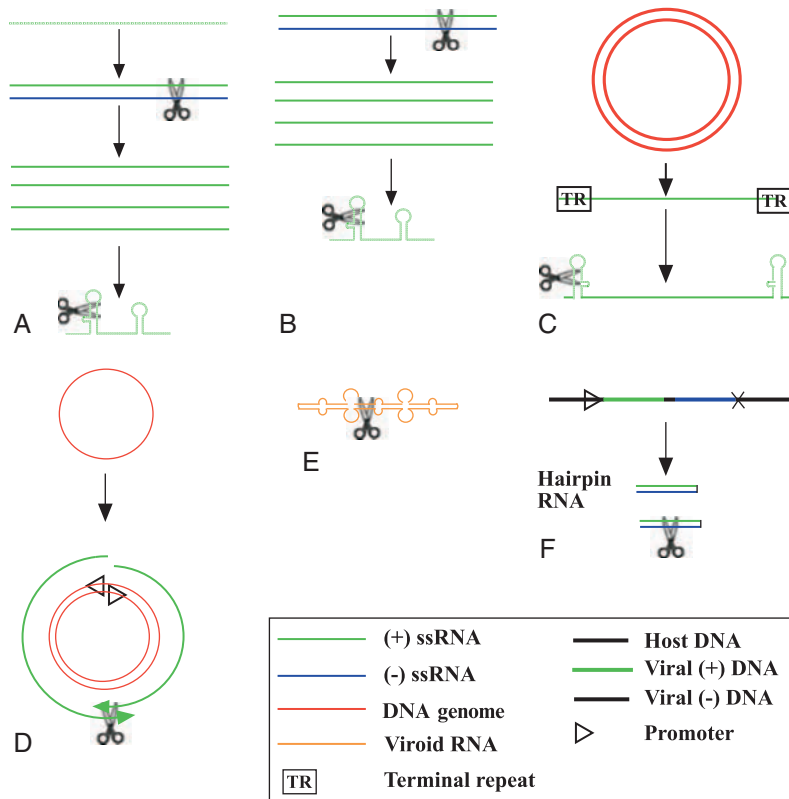 A
B
TR
TR
C
D
E
Hairpin
RNA
F
(+) ssRNA
(-) ssRNA
DNA genome
Viroid RNA
TR
Terminal repeat
Host DNA
Viral (+) DNA
Viral (-) DNA
Promoter